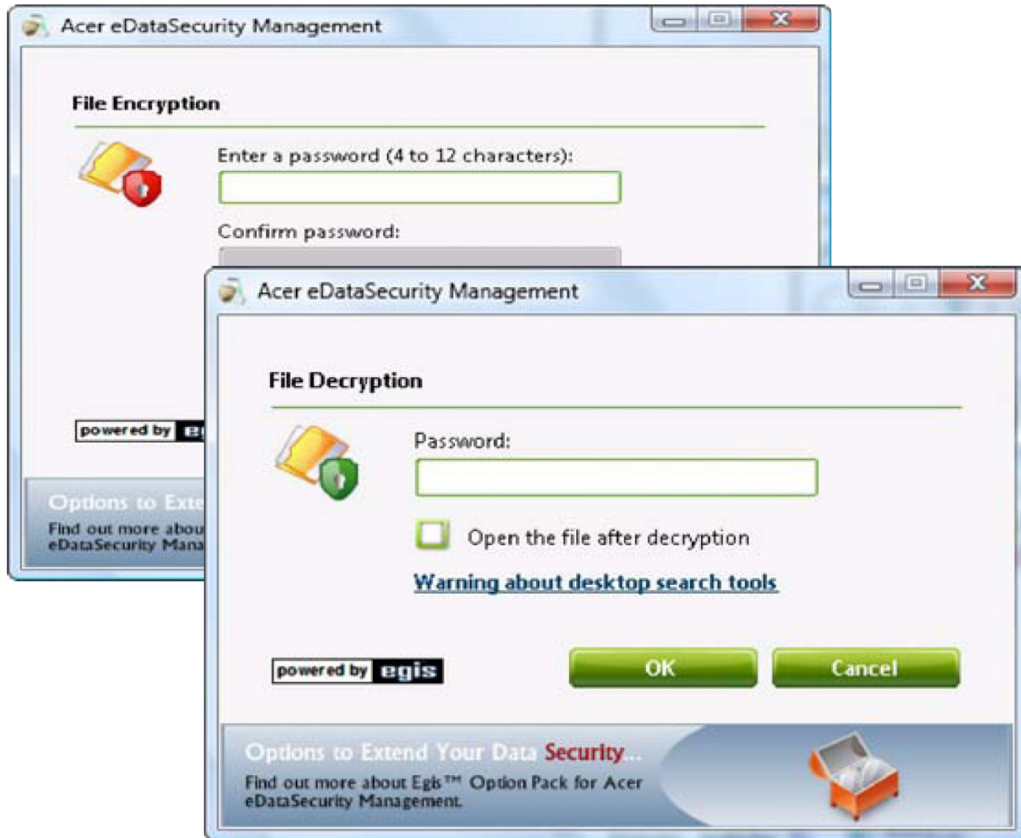 Acer eDataSecurity Management
File Encryption
Enter a password (4 to 12 characters):
Confirm password:
powered by
Options to
Find out more
eDataSecurity
Acer eDataSecurity Management
File Decryption
Password:
Open the file after decryption
Warning about desktop search tools
powered by egis
OK Cancel
Options to Extend Your Data Security...
Find out more about Egis™ Option Pack for Acer
eDataSecurity Management.